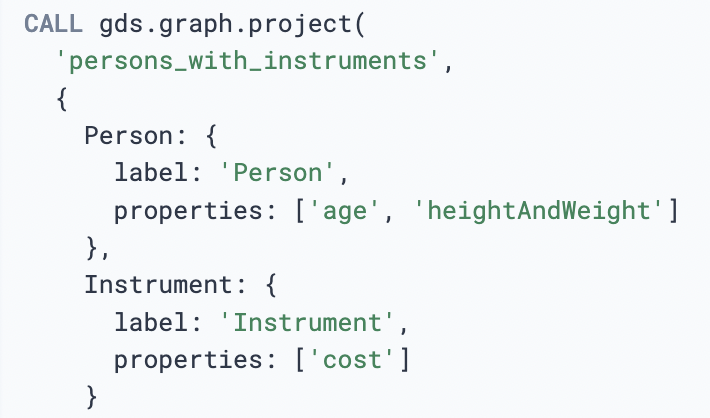 CALL gds.graph.project(
  'persons_with_instruments',
  {
    Person: {
      label: 'Person',
      properties: ['age', 'heightAndWeight']
    },
    Instrument: {
      label: 'Instrument',
      properties: ['cost']
    }